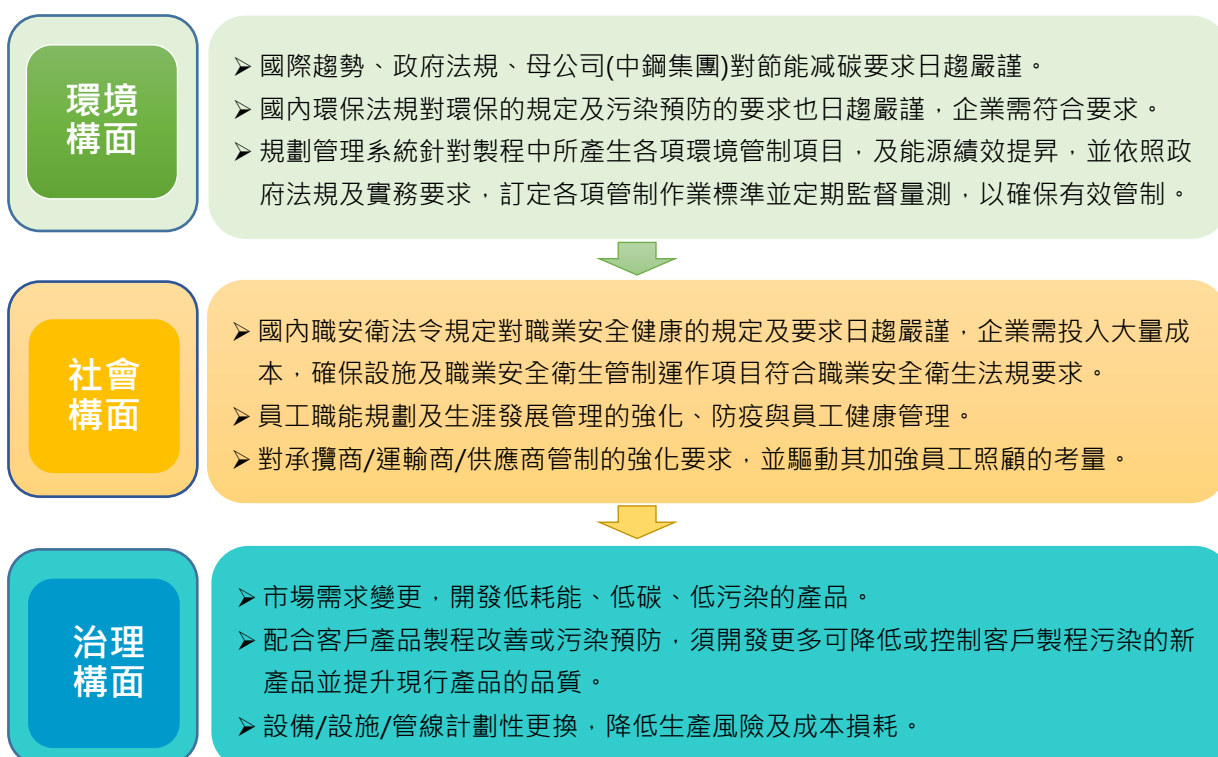 環境
構面
➢ 國際趨勢、政府法規、母公司(中鋼集團)對節能减碳要求日趨嚴謹。
➢ 國內環保法規對環保的規定及污染預防的要求也日趨嚴謹，企業需符合要求。
➢ 規劃管理系統針對製程中所產生各項環境管制項目，及能源績效提昇，並依照政
府法規及實務要求，訂定各項管制作業標準並定期監督量測，以確保有效管制。
社會
構面
➢ 國內職安衛法令規定對職業安全健康的規定及要求日趨嚴謹，企業需投入大量成
本，確保設施及職業安全衛生管制運作項目符合職業安全衛生法規要求。
➢ 員工職能規劃及生涯發展管理的強化、防疫與員工健康管理。
➢ 對承攬商/運輸商/供應商管制的強化要求，並驅動其加強員工照顧的考量。
治理
構面
➢ 市場需求變更，開發低耗能、低碳、低污染的產品。
➢ 配合客戶產品製程改善或污染預防，須開發更多可降低或控制客戶製程污染的新
產品並提升現行產品的品質。
➢ 設備/設施/管線計劃性更換，降低生產風險及成本損耗。